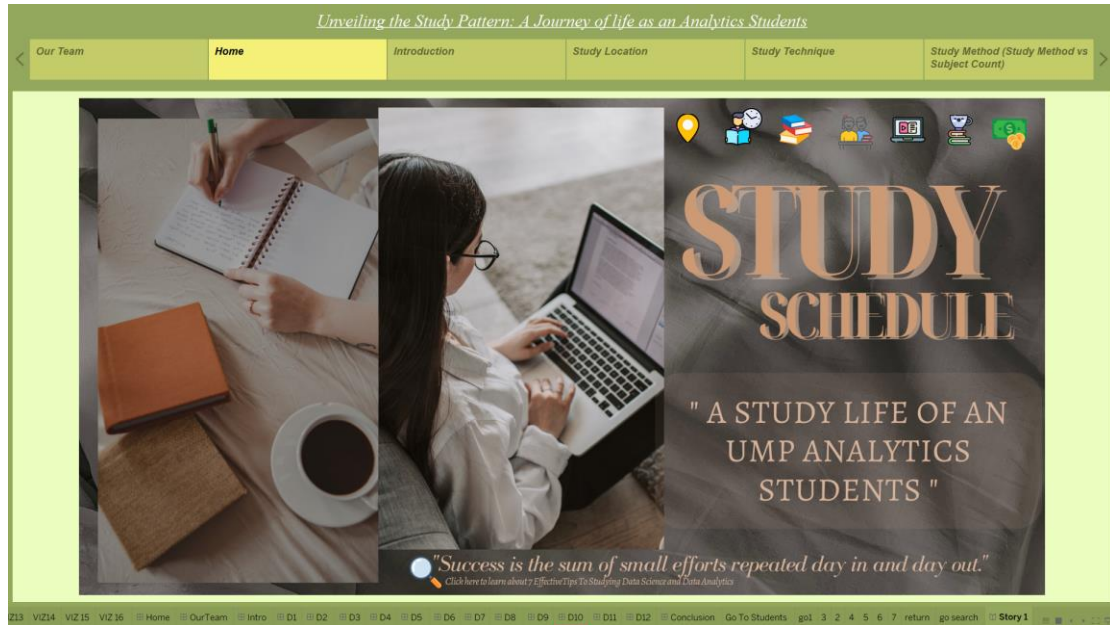 Unveiling the Study Pattern: A Journey of life as an Analytics Students
Our Team
Home
Introduction
Study Location
Study Technique
Study Method (Study Method vs
Subject Count)
STUDY
SCHEDULE
" A STUDY LIFE OF AN
UMP ANALYTICS
STUDENTS "
"Success is the sum of small efforts repeated day in and day out."
Click here to learn about 7 Effective Tips To Studying Data Science and Data Analytics
VIZ14 VIZ 15 VIZ 16 Home OurTeam Intro D1 D2 D3 D4 D5 D6 D7 D8 D9 D10 D11 D12 Conclusion Go To Students go1 3 2 4 5 6 7 return go search Story 1